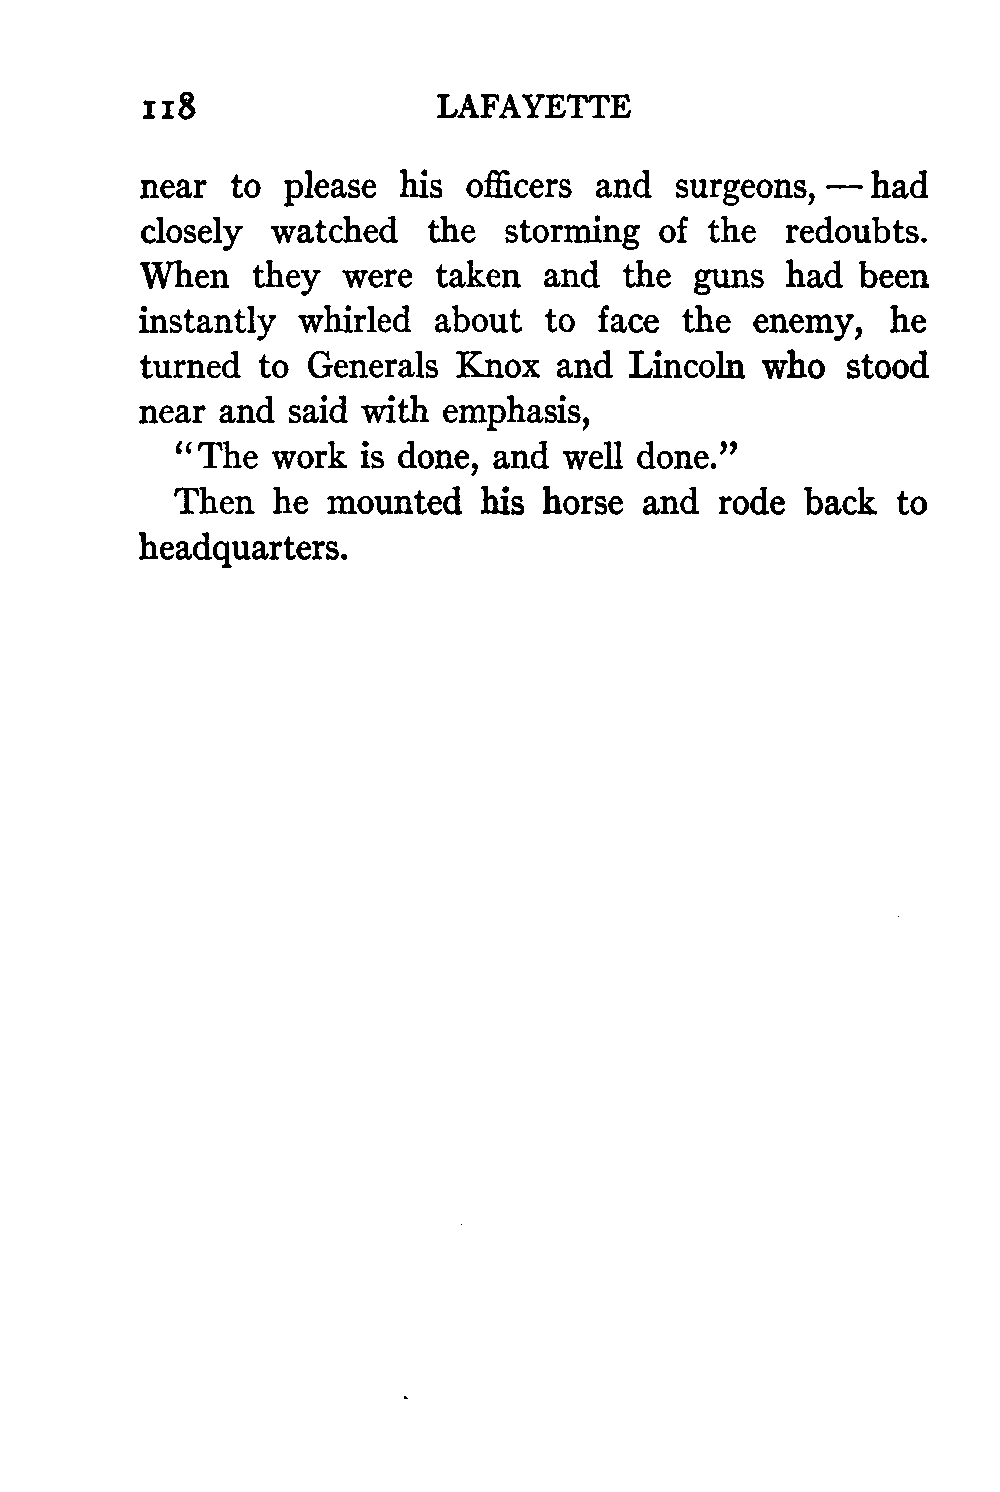 118 LAFAYETTE
near to please his officers and surgeons, — had
closely watched the storming of the redoubts.
When they were taken and the guns had been
instantly whirled about to face the enemy, he
turned to Generals Knox and Lincoln who stood
near and said with emphasis,
“The work is done, and well done.”
Then he mounted his horse and rode back to
headquarters.